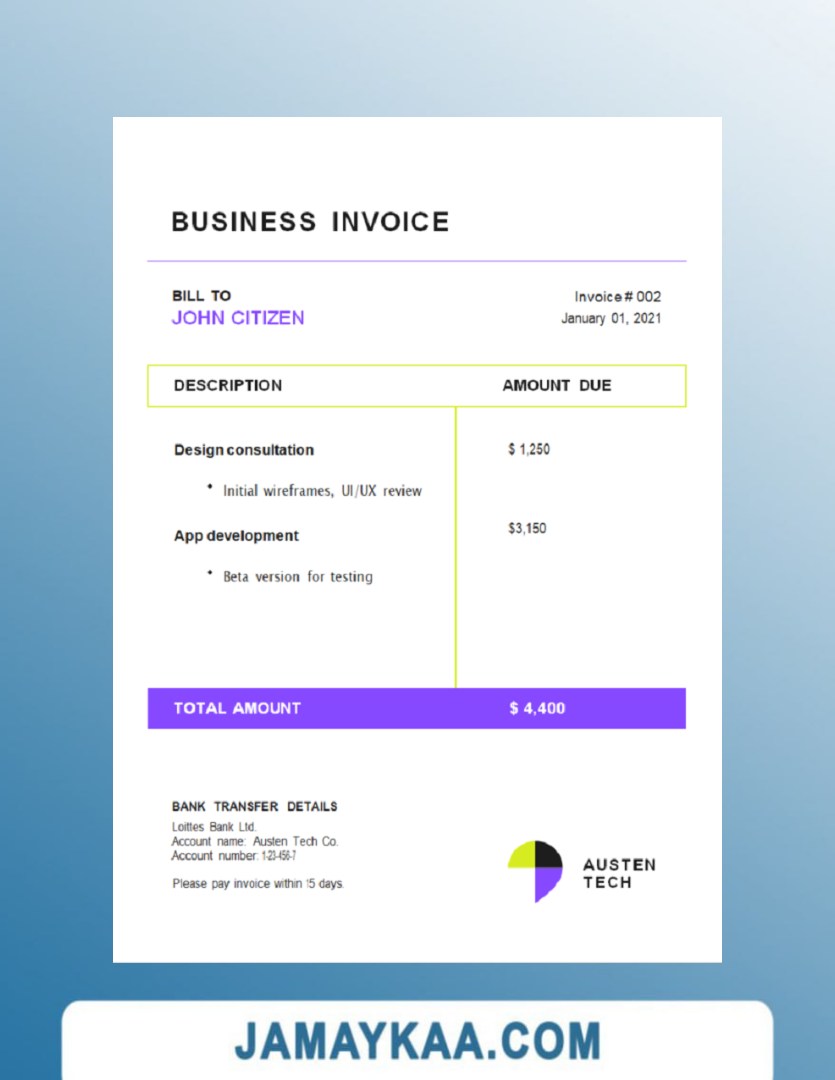 BUSINESS INVOICE
BILL TO
JOHN CITIZEN
Invoice # 002
January 01, 2021
DESCRIPTION AMOUNT DUE
Design consultation $ 1,250
• Initial wireframes, UI/UX review
App development $3,150
• Beta version for testing
TOTAL AMOUNT $ 4,400
BANK TRANSFER DETAILS
Loittes Bank Ltd.
Account name: Austen Tech Co.
Account number: 1-23-456-7
Please pay invoice within 15 days.
AUSTEN
TECH
JAMAYKAA.COM